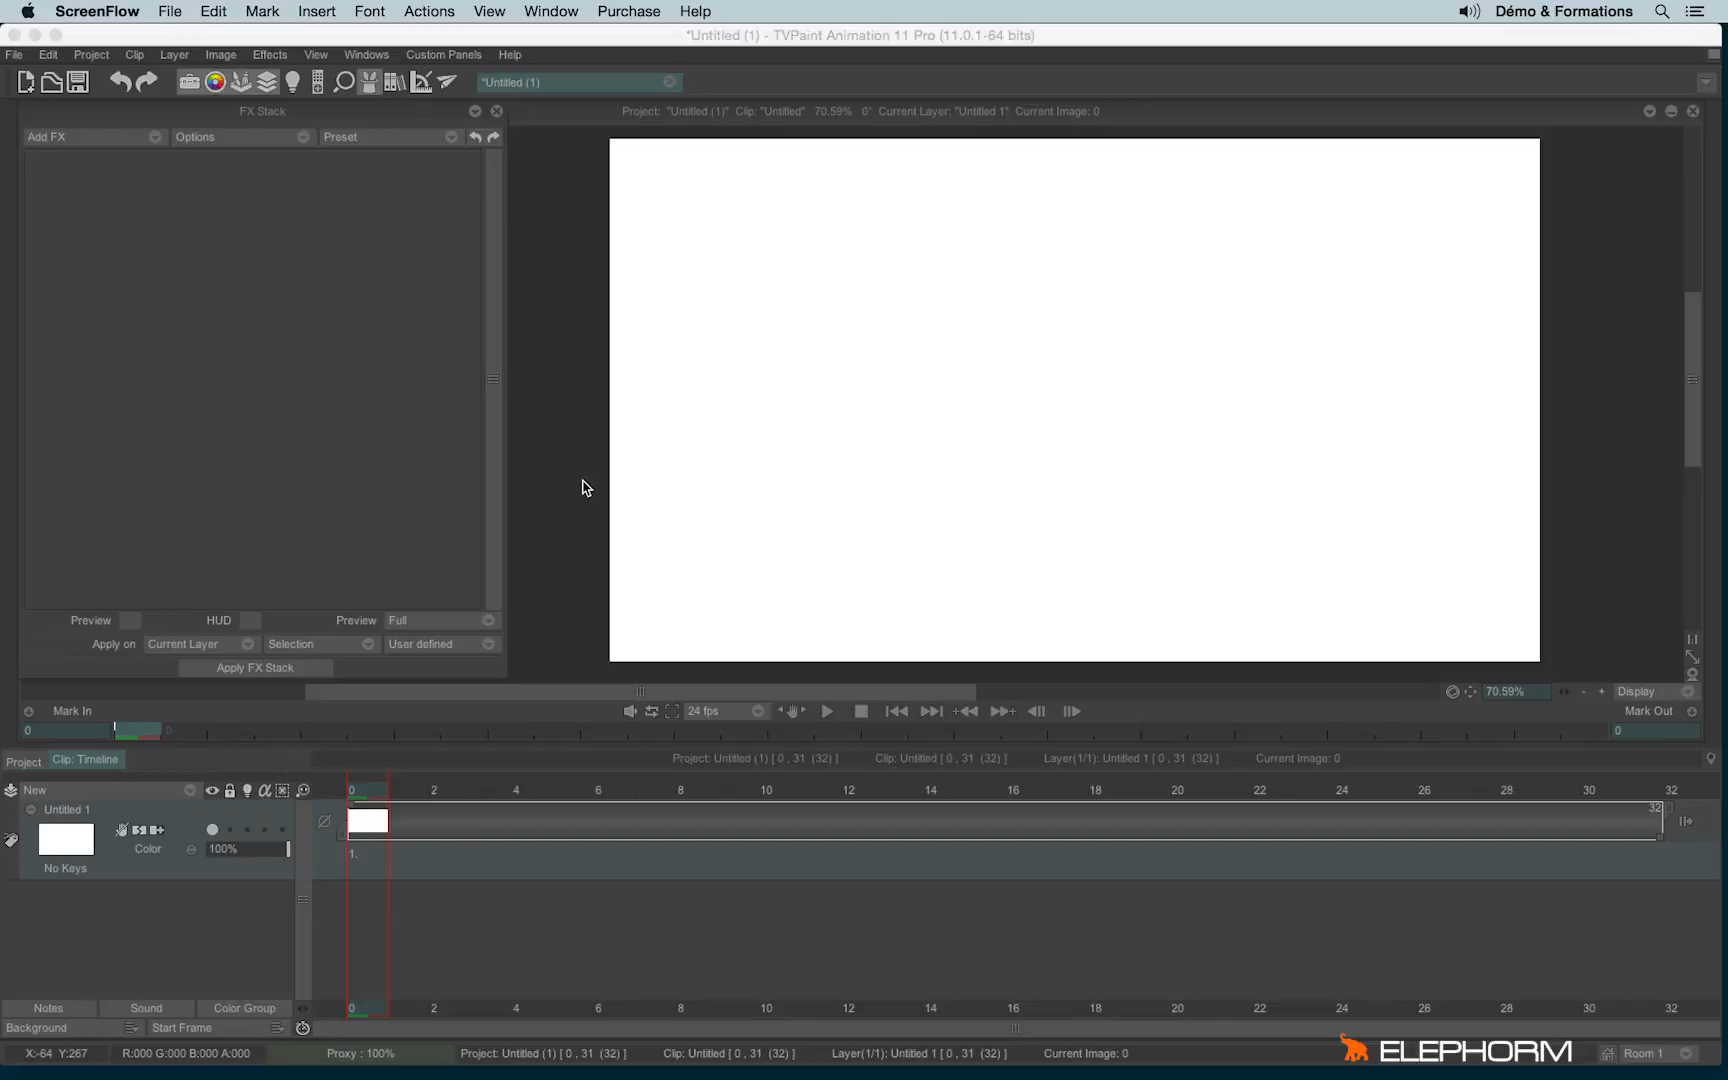 ScreenFlow File Edit Mark Insert Font Actions View Window Purchase Help Démo & Formations
*Untitled (1) - TVPaint Animation 11 Pro (11.0.1-64 bits)
File Edit Project Clip Layer Image Effects View Windows Custom Panels Help
*Untitled (1)
FX Stack
Project: "Untitled (1)" Clip: "Untitled" 70.59% 0° Current Layer: "Untitled 1" Current Image: 0
Add FX Options Preset
Preview HUD Preview Full
Apply on Current Layer Selection User defined
Apply FX Stack
70.59% - + Display
1:1
Mark In 24 fps Mark Out
0 0 0
Project Clip: Timeline Project: Untitled (1) [ 0 , 31 (32) ] Clip: Untitled [ 0 , 31 (32) ] Layer(1/1): Untitled 1 [ 0 , 31 (32) ] Current Image: 0
New 0 2 4 6 8 10 12 14 16 18 20 22 24 26 28 30 32
Untitled 1 32
Color 100%
1.
No Keys
Notes Sound Color Group 0 2 4 6 8 10 12 14 16 18 20 22 24 26 28 30 32
Background Start Frame
X:-64 Y:267 R:000 G:000 B:000 A:000 Proxy : 100% Project: Untitled (1) [ 0 , 31 (32) ] Clip: Untitled [ 0 , 31 (32) ] Layer(1/1): Untitled 1 [ 0 , 31 (32) ] Current Image: 0 ELEPHORM Room 1